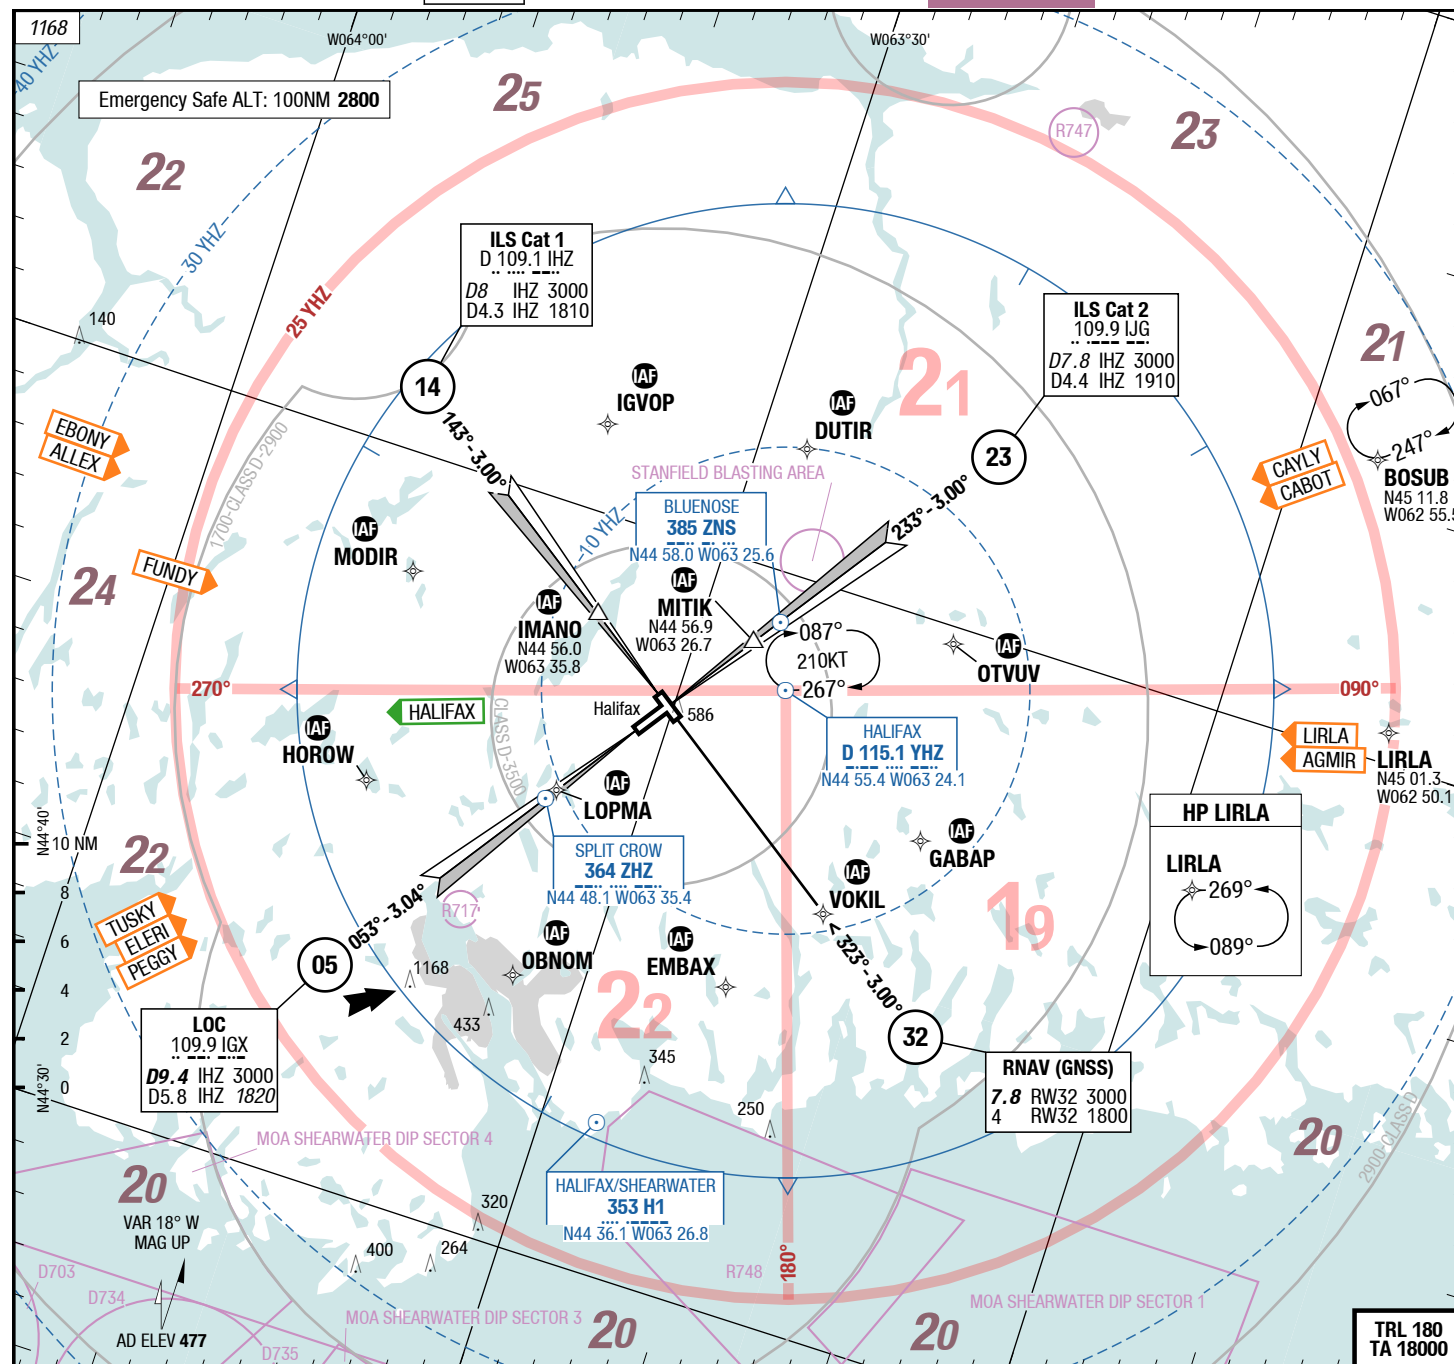 1168
W064°00'
W063°30'
40 YHZ
Emergency Safe ALT: 100NM 2800
25
23
22
R747
30 YHZ
25 YHZ
ILS Cat 1
D 109.1 IHZ
D8 IHZ 3000
D4.3 IHZ 1810
ILS Cat 2
109.9 IJG
D7.8 IHZ 3000
D4.4 IHZ 1910
140
21
21
14
143°- 3.00°
IAF
IGVOP
IAF
DUTIR
23
233°- 3.00°
067°
247°
BOSUB
N45 11.8
EBONY
ALLEX
CAYLY
CABOT
1700-CLASS D-2900
STANFIELD BLASTING AREA
10 YHZ
BLUENOSE
385 ZNS
N44 58.0 W063 25.6
IAF
MODIR
FUNDY
24
IAF
IMANO
N44 56.0
W063 35.8
IAF
MITIK
N44 56.9
W063 26.7
087°
210KT
267°
IAF
OTVUV
270°
090°
HALIFAX
Halifax
586
IAF
HOROW
CLASS D-3500
HALIFAX
D 115.1 YHZ
N44 55.4 W063 24.1
LIRLA
AGMIR
LIRLA
N45 01.3
W062 50.1
IAF
LOPMA
HP LIRLA
LIRLA
269°
089°
N44°40'
10 NM
8
6
4
2
0
N44°30'
22
SPLIT CROW
364 ZHZ
N44 48.1 W063 35.4
IAF
GABAP
IAF
VOKIL
TUSKY
ELERI
PEGGY
053°- 3.04°
R717
19
05
1168
433
IAF
OBNOM
IAF
EMBAX
22
< 323°- 3.00°
32
LOC
109.9 IGX
D9.4 IHZ 3000
D5.8 IHZ 1820
345
250
RNAV (GNSS)
7.8 RW32 3000
4 RW32 1800
MOA SHEARWATER DIP SECTOR 4
20
20
2900-CLASS D
HALIFAX/SHEARWATER
353 H1
N44 36.1 W063 26.8
VAR 18° W
MAG UP
320
400
264
180°
R748
D703
D734
D735
MOA SHEARWATER DIP SECTOR 3
MOA SHEARWATER DIP SECTOR 1
20
20
AD ELEV 477
TRL 180
TA 18000